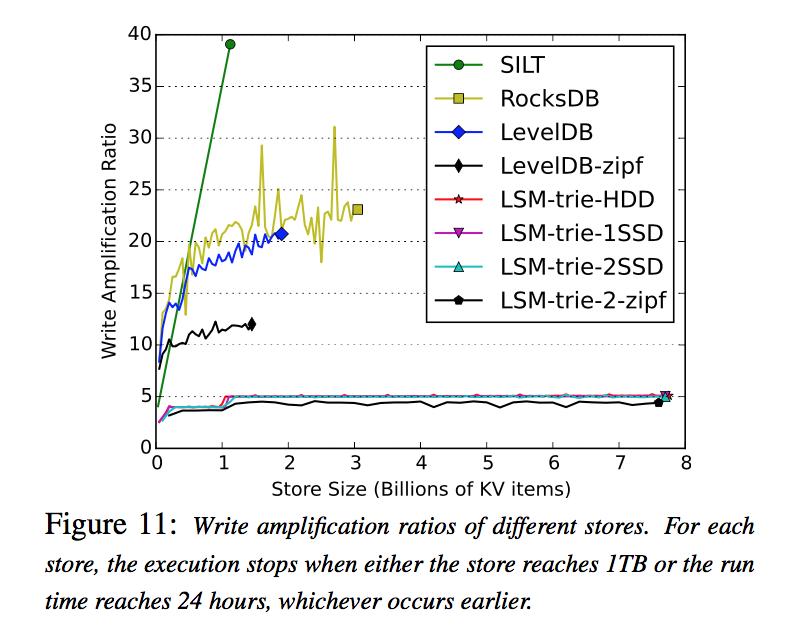 40
35
30
25
20
15
10
5
0
Write Amplification Ratio
SILT
RocksDB
LevelDB
LevelDB-zipf
LSM-trie-HDD
LSM-trie-1SSD
LSM-trie-2SSD
LSM-trie-2-zipf
0 1 2 3 4 5 6 7 8
Store Size (Billions of KV items)
Figure 11: Write amplification ratios of different stores. For each
store, the execution stops when either the store reaches 1TB or the run
time reaches 24 hours, whichever occurs earlier.